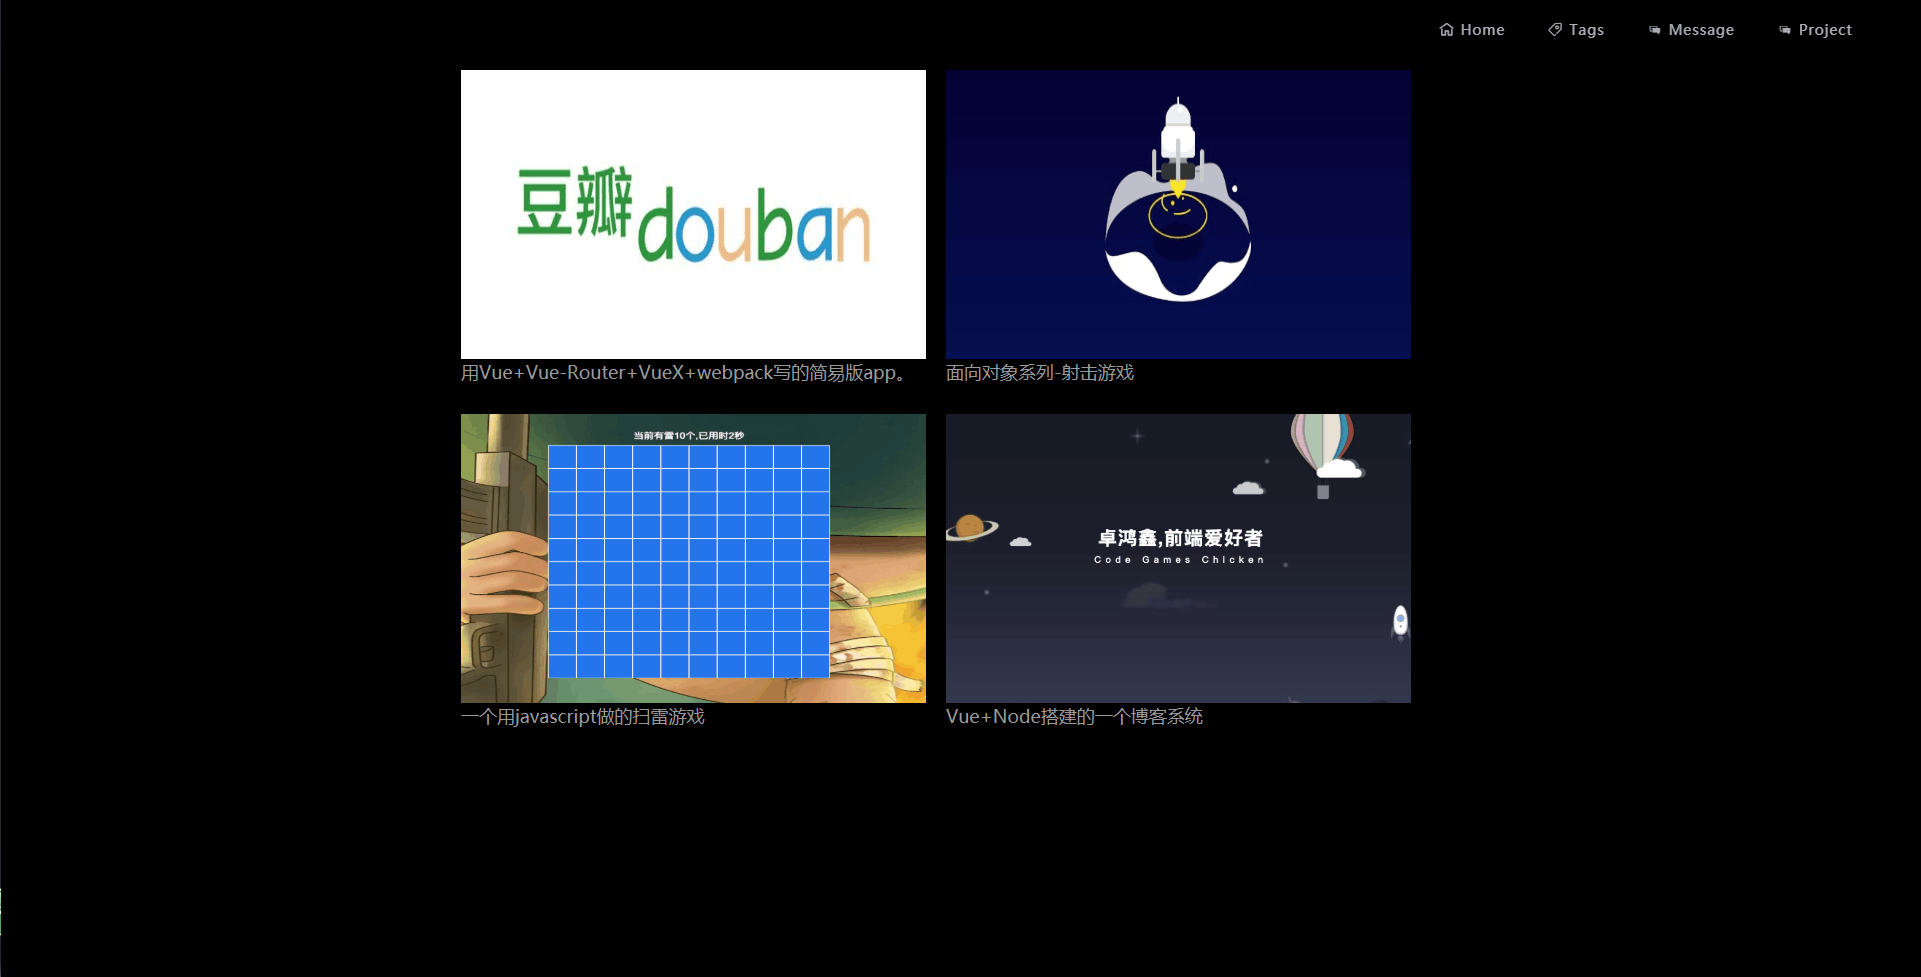 Home
Tags
Message
Project
豆瓣douban
用Vue+Vue-Router+VueX+webpack写的简易版app。
面向对象系列-射击游戏
当前有雷10个,已用时2秒
卓鸿鑫,前端爱好者
Code Games Chicken
一个用javascript做的扫雷游戏
Vue+Node搭建的一个博客系统